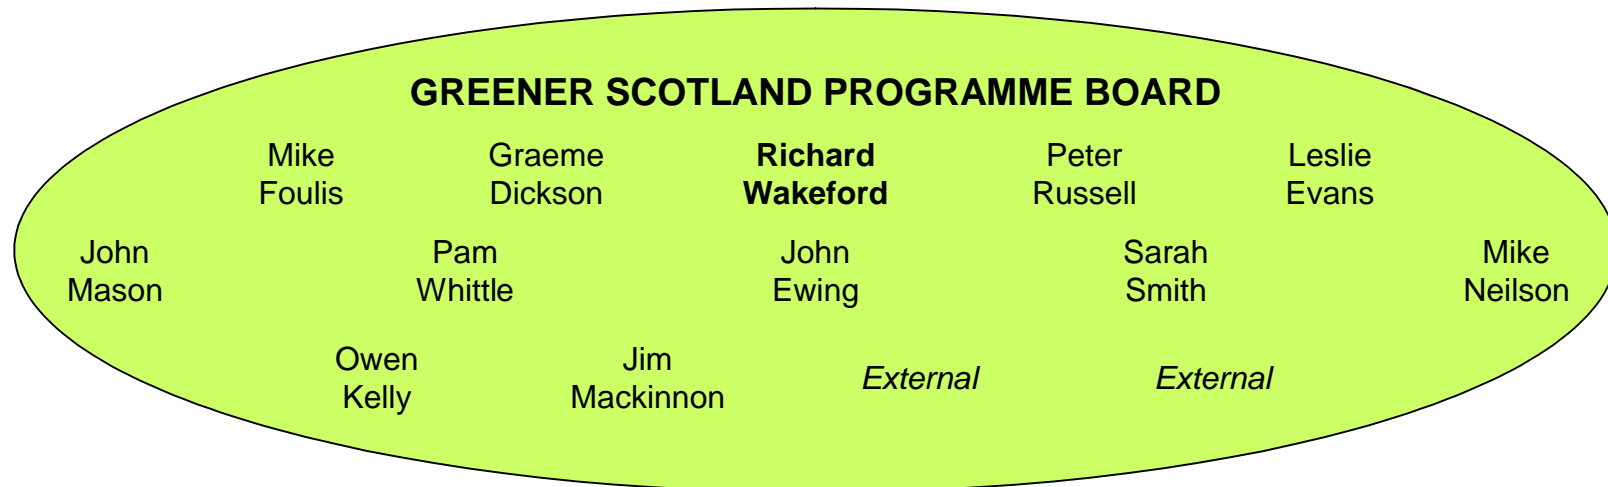 GREENER SCOTLAND PROGRAMME BOARD
Mike
Foulis
Graeme
Dickson
Richard
Wakeford
Peter
Russell
Leslie
Evans
John
Mason
Pam
Whittle
John
Ewing
Sarah
Smith
Mike
Neilson
Owen
Kelly
Jim
Mackinnon
External
External